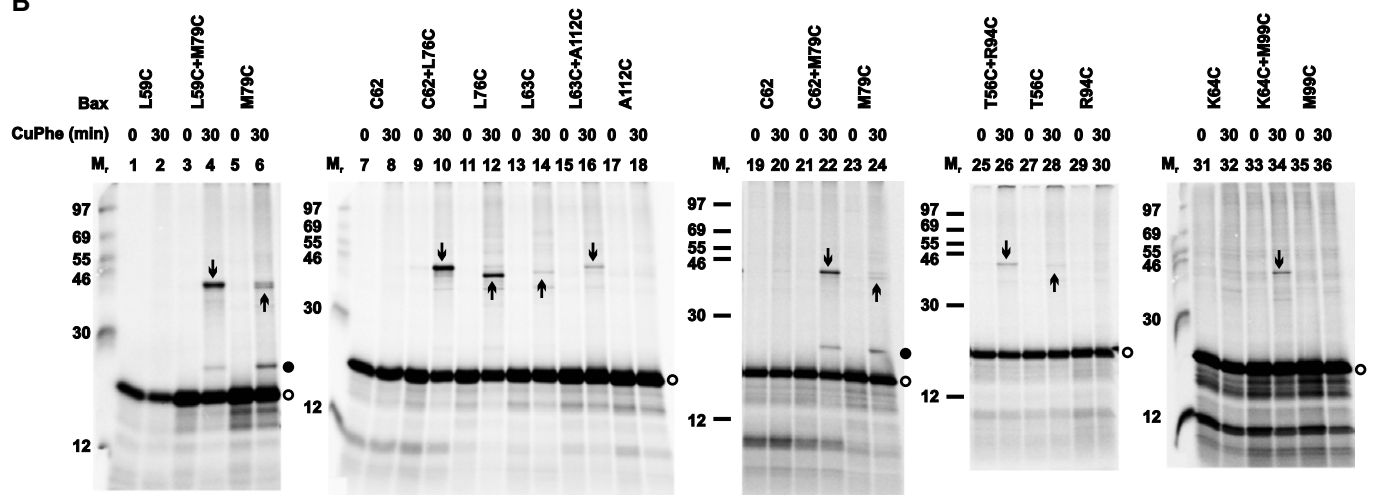 B
Bax L59C L59C+M79C M79C C62 C62+L76C L76C L63C L63C+A112C A112C C62 C62+M79C M79C T56C+R94C T56C R94C K64C K64C+M99C M99C
CuPhe (min) 0 30 0 30 0 30 0 30 0 30 0 30 0 30 0 30 0 30 0 30 0 30 0 30 0 30 0 30 0 30 0 30 0 30 0 30
Mr 1 2 3 4 5 6 Mr 7 8 9 10 11 12 13 14 15 16 17 18 Mr 19 20 21 22 23 24 Mr 25 26 27 28 29 30 Mr 31 32 33 34 35 36
97 97 97 97 97
69 69 69 69 69
55 55 55 55 55
46 46 46 46 46
30 30 30 30 30
12 12 12 12 12